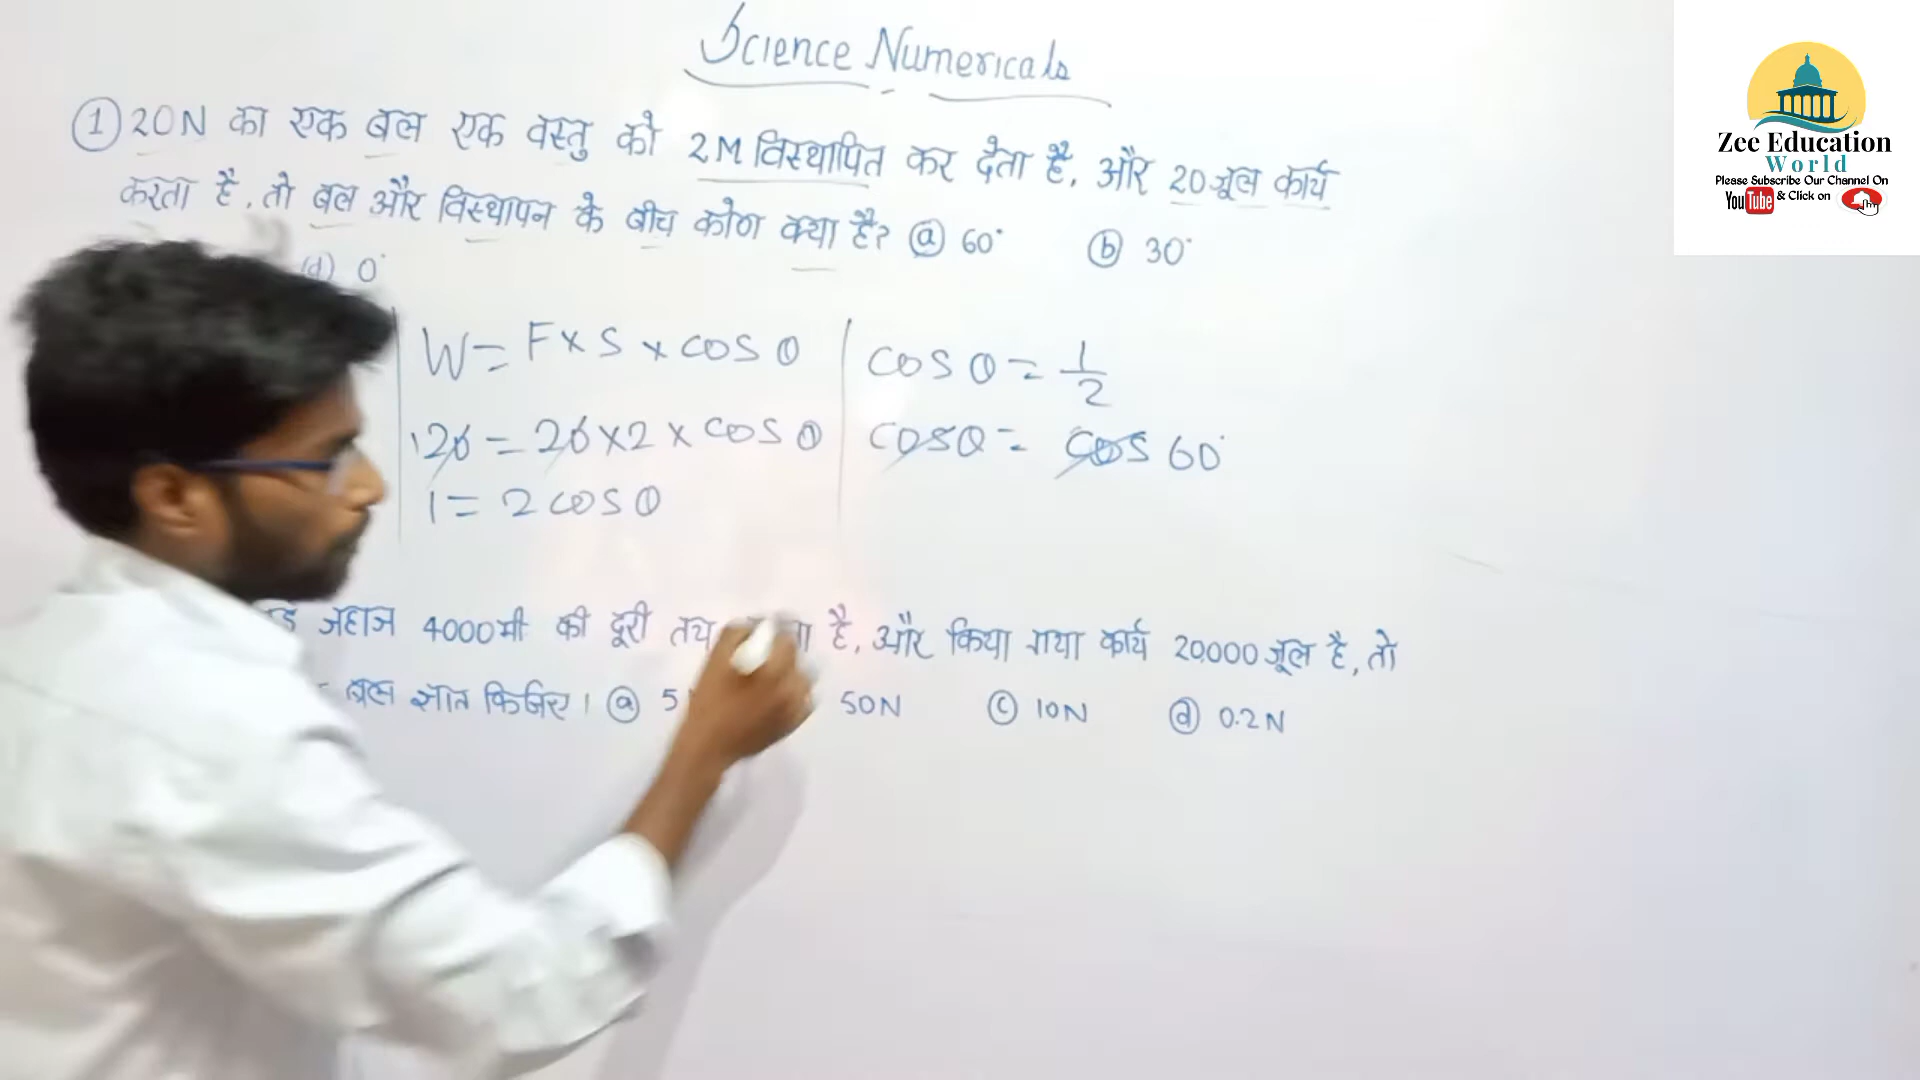 Science Numericals
① 20N का एक बल एक वस्तु को 2M विस्थापित कर देता है, और 20 जूल कार्य
करता है, तो बल और विस्थापन के बीच कोण क्या है? ⓐ 60° ⓑ 30°
(d) 0°
W = F x S x cos θ
20 = 20 x 2 x cos θ
1 = 2 cos θ
cos θ = 1/2
cos θ = cos 60°
जहाज 4000मी की दूरी तय है, और किया गया कार्य 20,000 जूल है, तो
बल ज्ञात किजिए। ⓐ 5 50N ⓒ 10N ⓓ 0.2N
Zee Education
World
Please Subscribe Our Channel On
YouTube & Click on